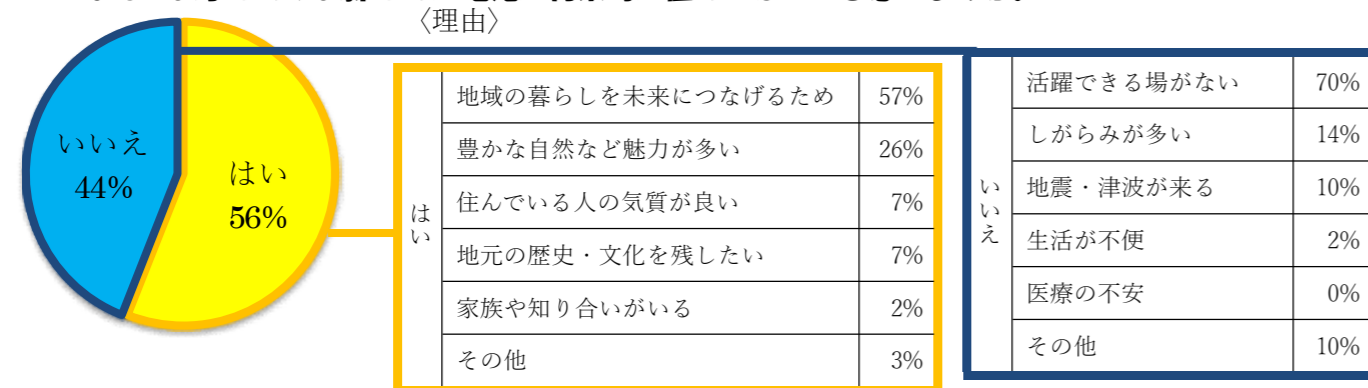 〈理由〉
いいえ
44%
はい
56%
はい
地域の暮らしを未来につなげるため 57%
豊かな自然など魅力が多い 26%
住んでいる人の気質が良い 7%
地元の歴史・文化を残したい 7%
家族や知り合いがいる 2%
その他 3%
いいえ
活躍できる場がない 70%
しがらみが多い 14%
地震・津波が来る 10%
生活が不便 2%
医療の不安 0%
その他 10%